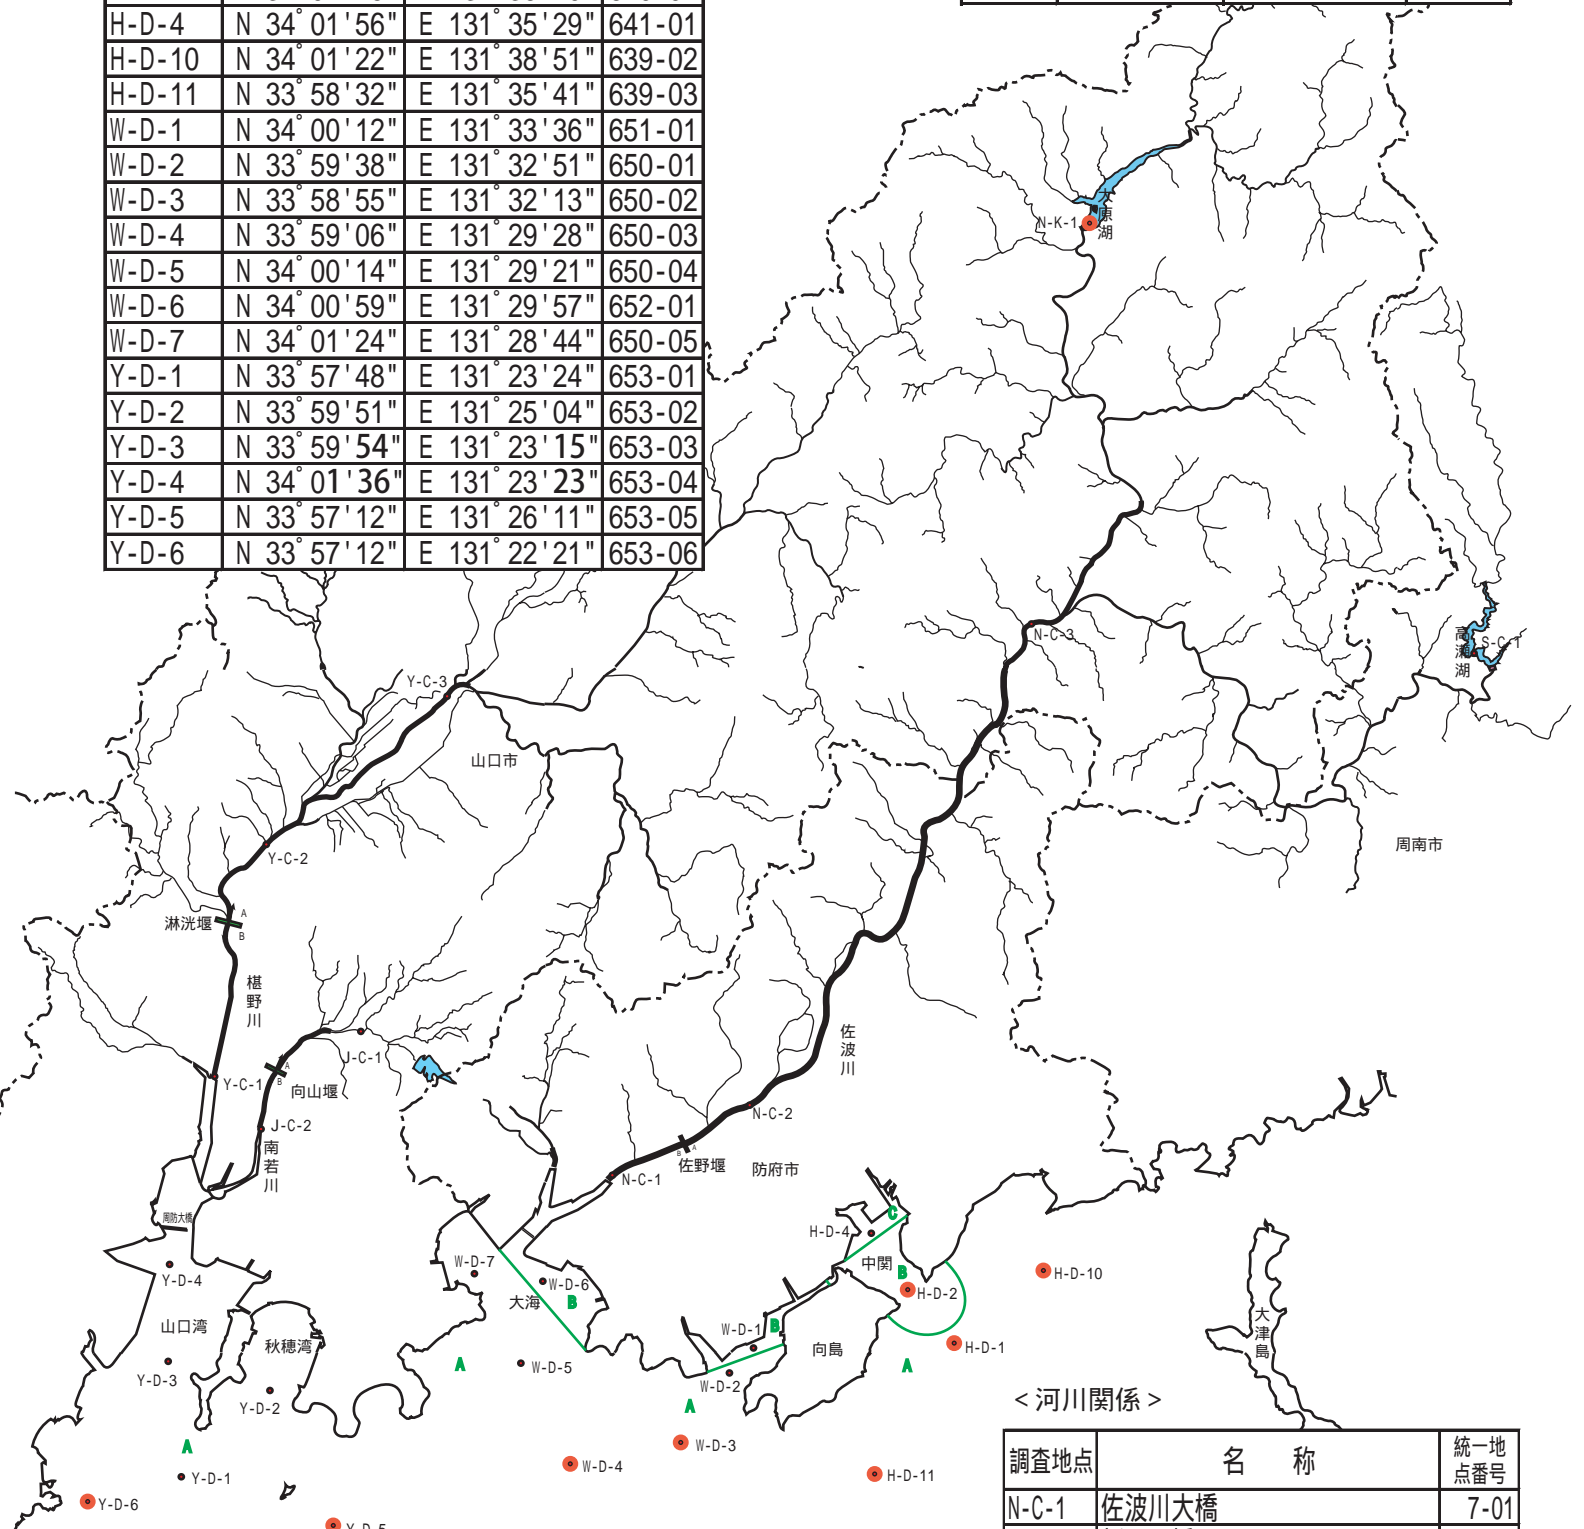 H-D-4 N 34°01'56" E 131°35'29" 641-01
H-D-10 N 34°01'22" E 131°38'51" 639-02
H-D-11 N 33°58'32" E 131°35'41" 639-03
W-D-1 N 34°00'12" E 131°33'36" 651-01
W-D-2 N 33°59'38" E 131°32'51" 650-01
W-D-3 N 33°58'55" E 131°32'13" 650-02
W-D-4 N 33°59'06" E 131°29'28" 650-03
W-D-5 N 34°00'14" E 131°29'21" 650-04
W-D-6 N 34°00'59" E 131°29'57" 652-01
W-D-7 N 34°01'24" E 131°28'44" 650-05
Y-D-1 N 33°57'48" E 131°23'24" 653-01
Y-D-2 N 33°59'51" E 131°25'04" 653-02
Y-D-3 N 33°59'54" E 131°23'15" 653-03
Y-D-4 N 34°01'36" E 131°23'23" 653-04
Y-D-5 N 33°57'12" E 131°26'11" 653-05
Y-D-6 N 33°57'12" E 131°22'21" 653-06
N-K-1
原湖
N-C-3
高瀬湖
S-C-1
Y-C-3
山口市
Y-C-2
周南市
淋洸堰
A
B
椹野川
佐波川
J-C-1
Y-C-1
A
B
向山堰
J-C-2
南若川
N-C-2
B A
佐野堰
防府市
N-C-1
周防大橋
H-D-4
C
中関
B
H-D-2
H-D-10
Y-D-4
W-D-7
W-D-6
大海
B
山口湾
秋穂湾
W-D-1
B
向島
H-D-1
大津島
Y-D-3
A
W-D-5
W-D-2
A
Y-D-2
A
A
W-D-3
W-D-4
H-D-11
Y-D-1
Y-D-6
Y-D-5
<河川関係>
調査地点 名 称 統一地点番号
N-C-1 佐波川大橋 7-01